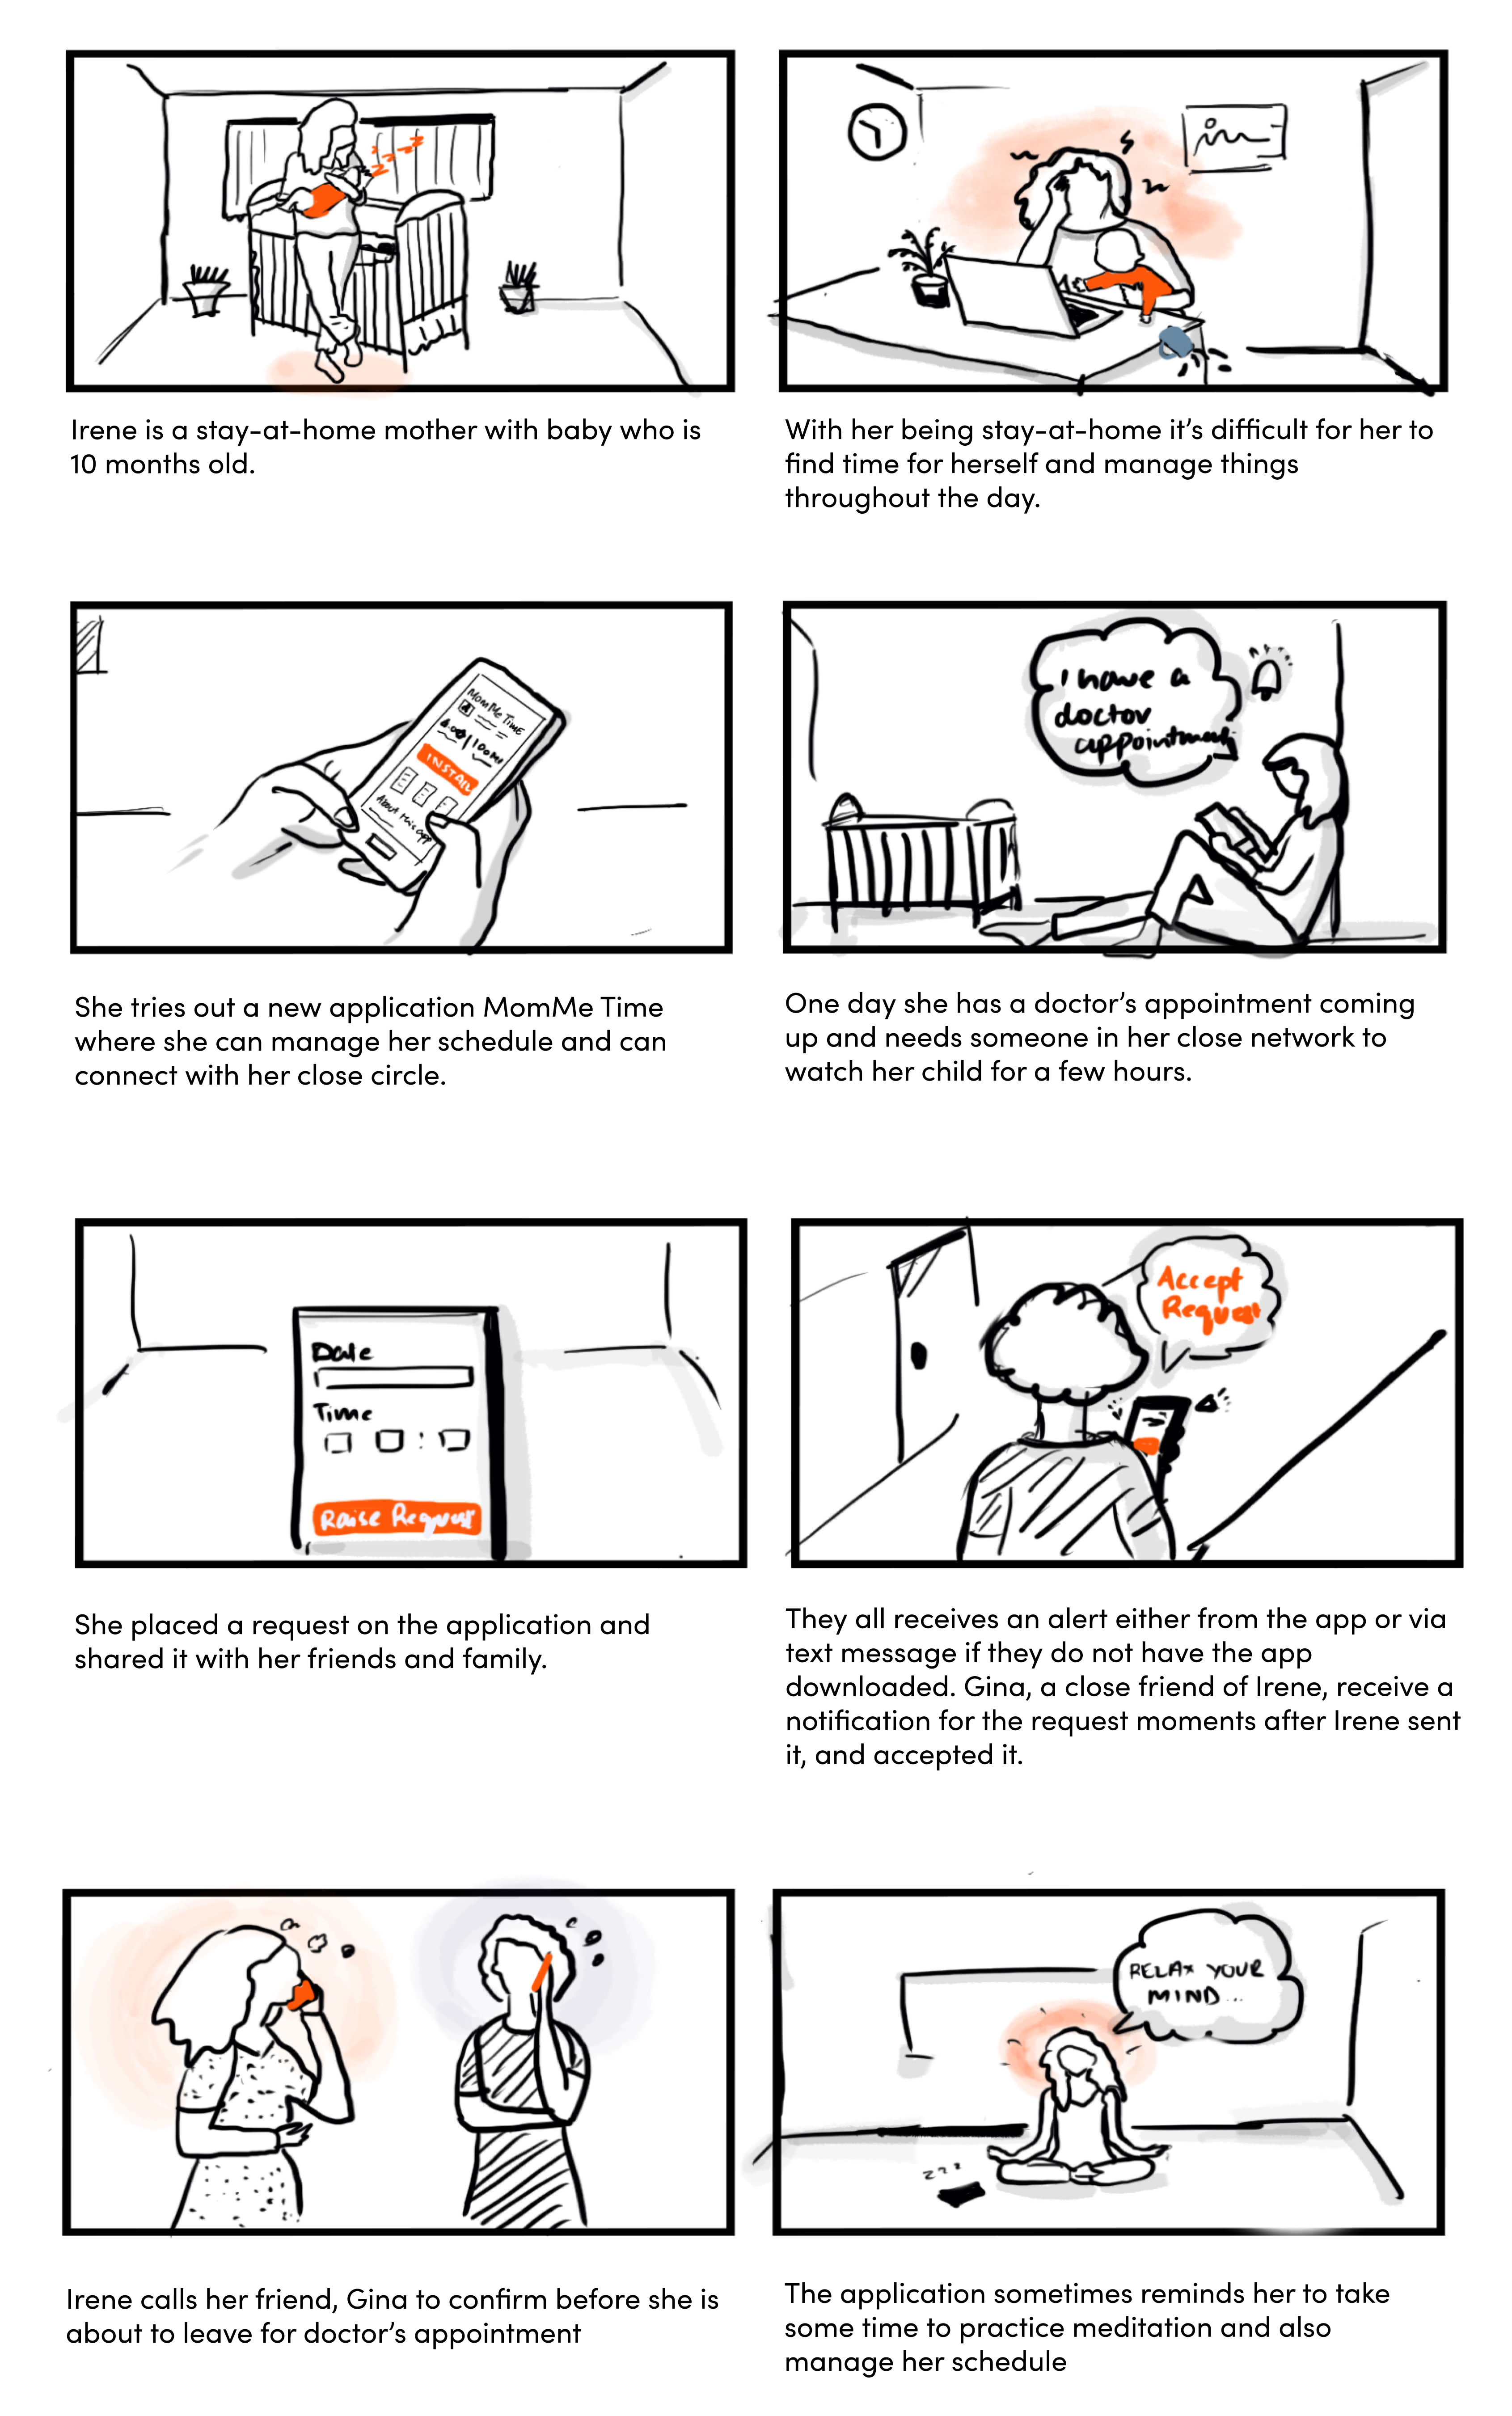 Irene is a stay-at-home mother with baby who is
10 months old.
With her being stay-at-home it's difficult for her to
find time for herself and manage things
throughout the day.
MomMe Time
INSTALL
About this app
She tries out a new application MomMe Time
where she can manage her schedule and can
connect with her close circle.
I have a
doctor
appointment
One day she has a doctor's appointment coming
up and needs someone in her close network to
watch her child for a few hours.
Date
Time
:
Raise Request
She placed a request on the application and
shared it with her friends and family.
Accept
Request
They all receives an alert either from the app or via
text message if they do not have the app
downloaded. Gina, a close friend of Irene, receive a
notification for the request moments after Irene sent
it, and accepted it.
Irene calls her friend, Gina to confirm before she is
about to leave for doctor's appointment
RELAX YOUR
MIND...
z z z
The application sometimes reminds her to take
some time to practice meditation and also
manage her schedule